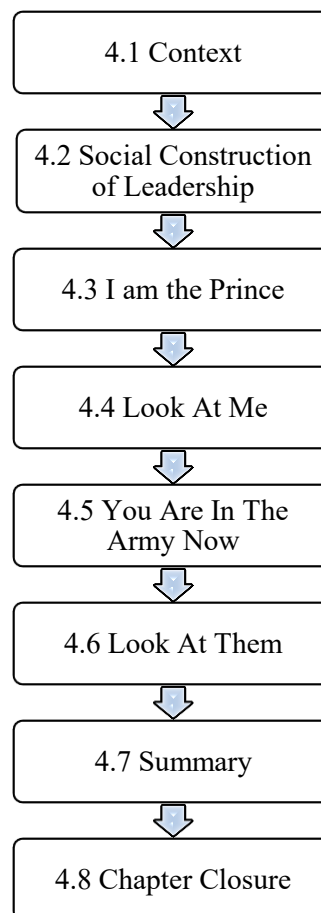 4.1 Context
4.2 Social Construction
of Leadership
4.3 I am the Prince
4.4 Look At Me
4.5 You Are In The
Army Now
4.6 Look At Them
4.7 Summary
4.8 Chapter Closure